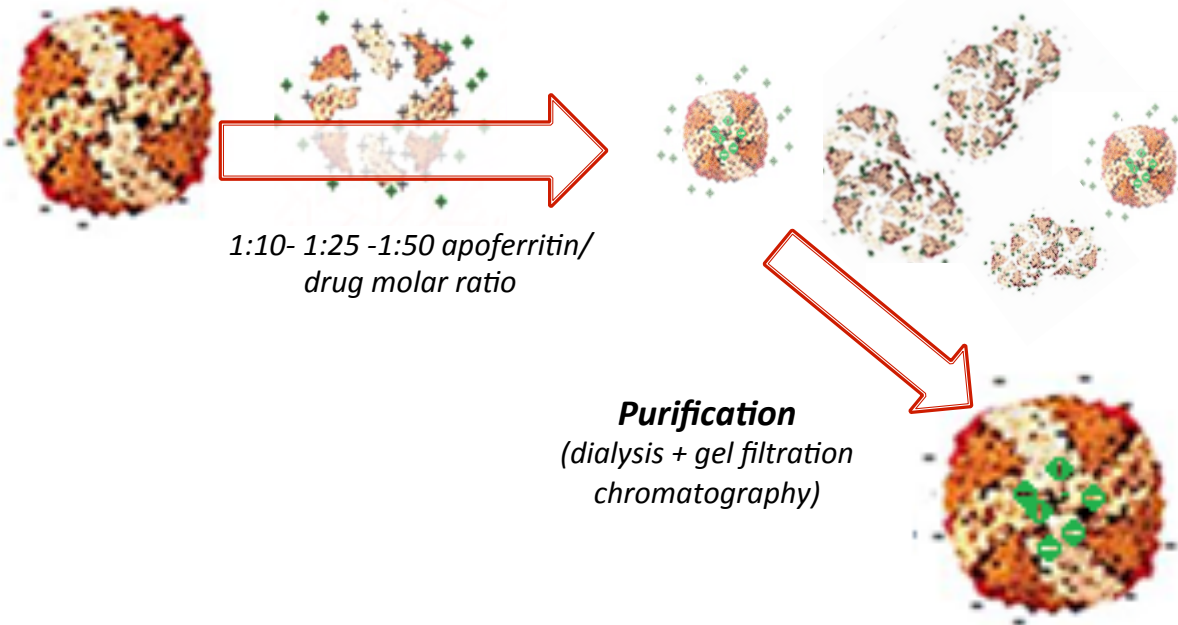 1:10- 1:25 -1:50 apoferritin/
drug molar ratio
Purification
(dialysis + gel filtration
chromatography)